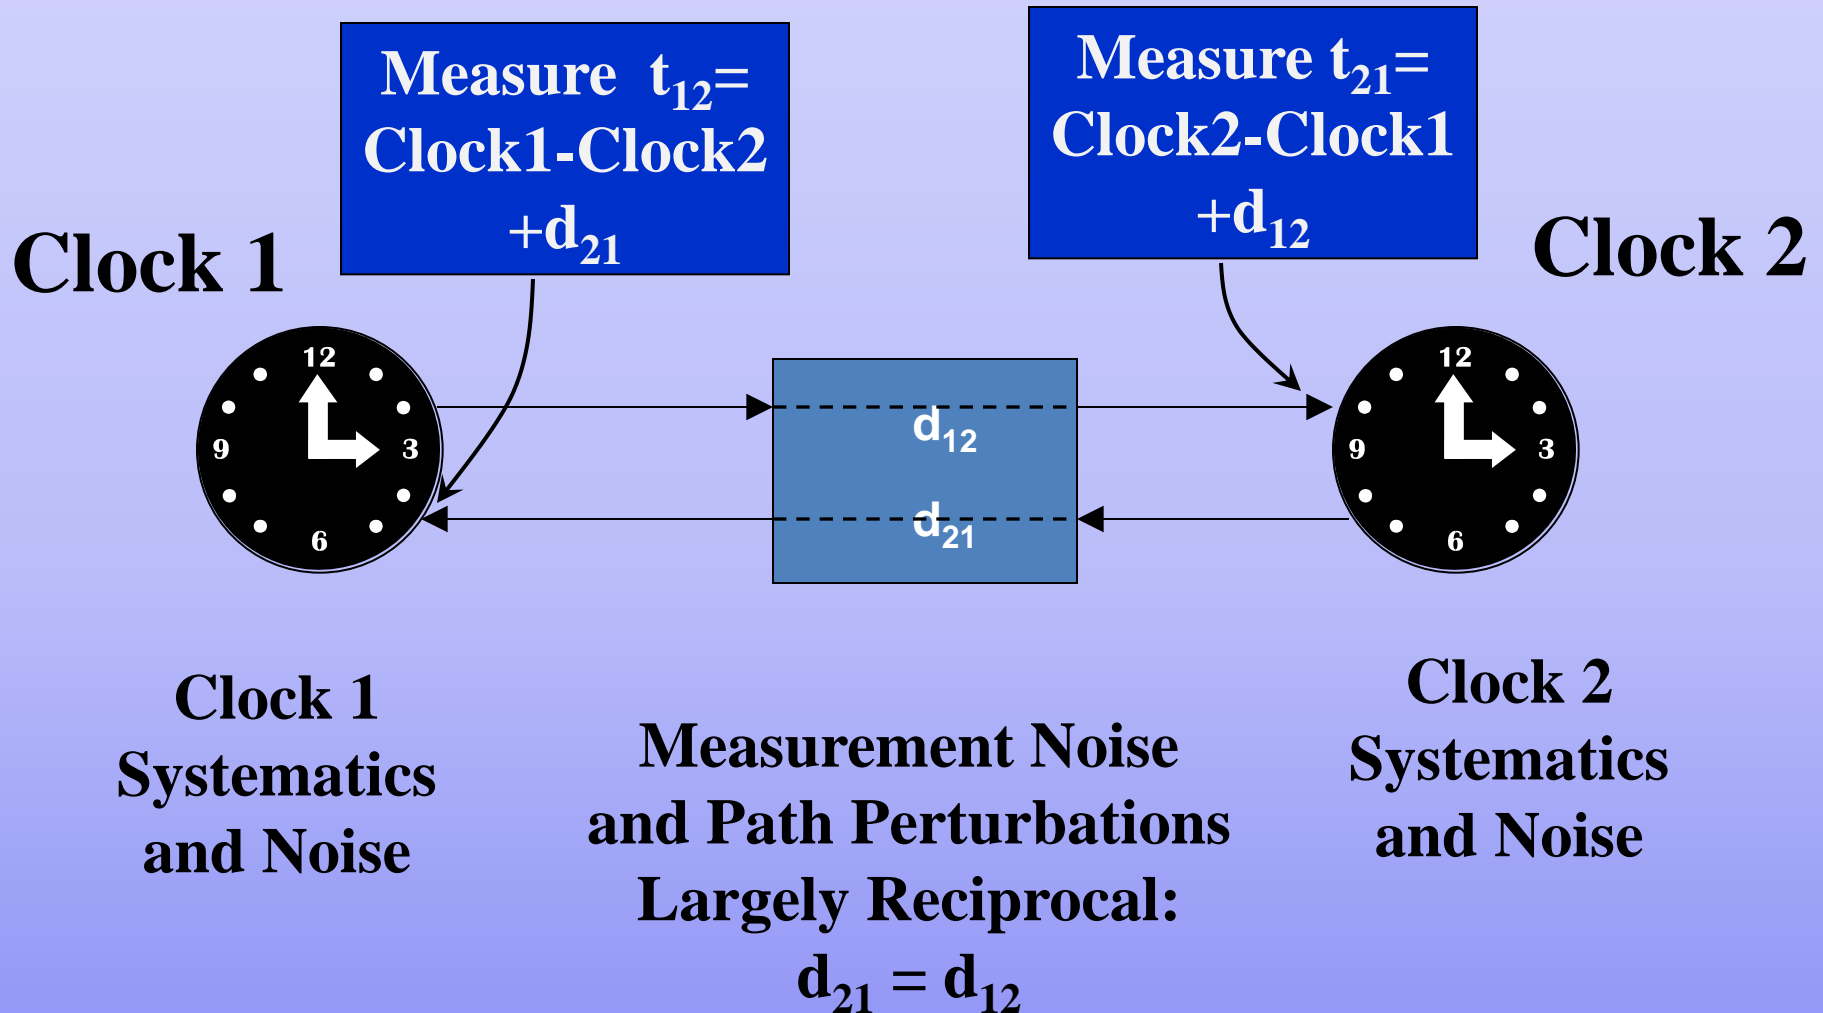 Measure t₁₂=
Clock1-Clock2
+d₂₁
Measure t₂₁=
Clock2-Clock1
+d₁₂
Clock 1
Clock 2
12
9
3
6
d₁₂
d₂₁
12
9
3
6
Clock 1
Systematics
and Noise
Measurement Noise
and Path Perturbations
Largely Reciprocal:
d₂₁ = d₁₂
Clock 2
Systematics
and Noise